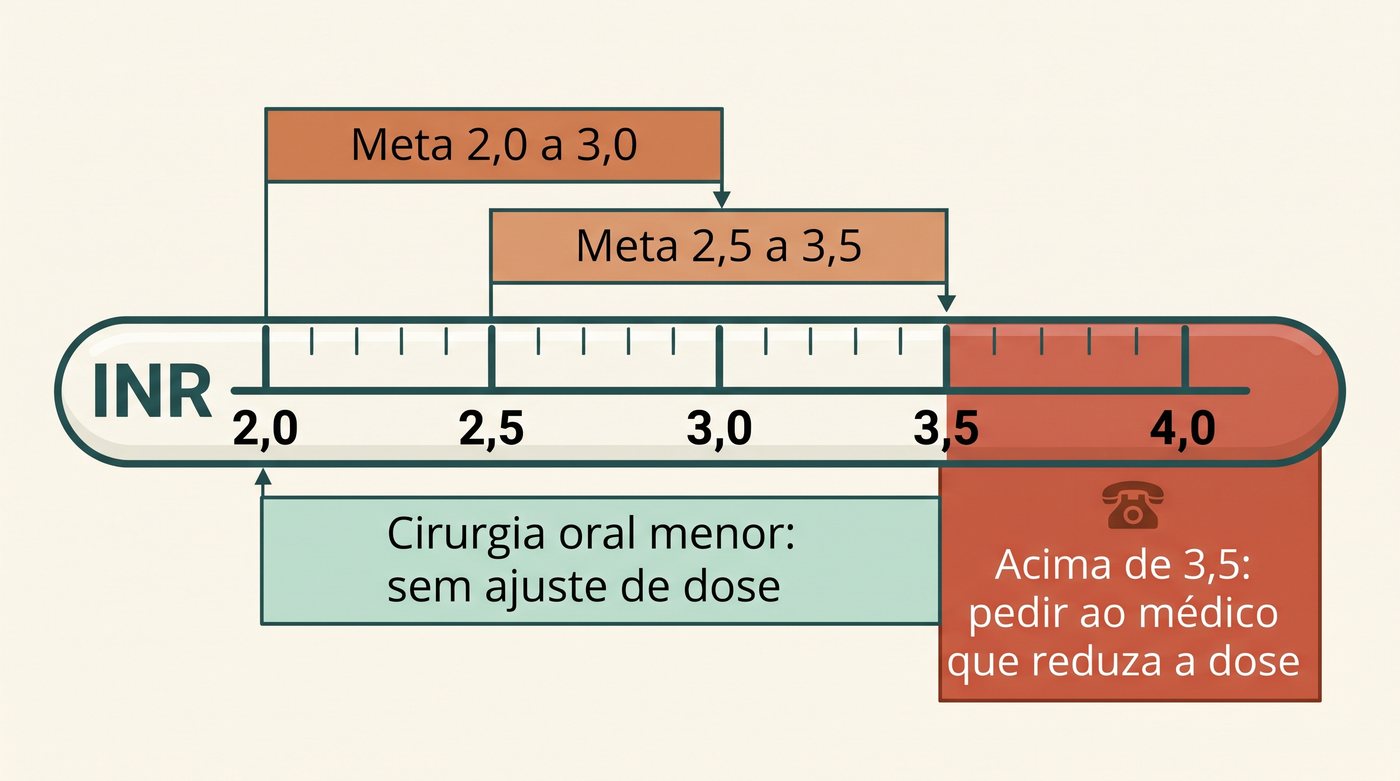 Meta 2,0 a 3,0
Meta 2,5 a 3,5
INR
2,0 2,5 3,0 3,5 4,0
Cirurgia oral menor:
sem ajuste de dose
Acima de 3,5:
pedir ao médico
que reduza a dose